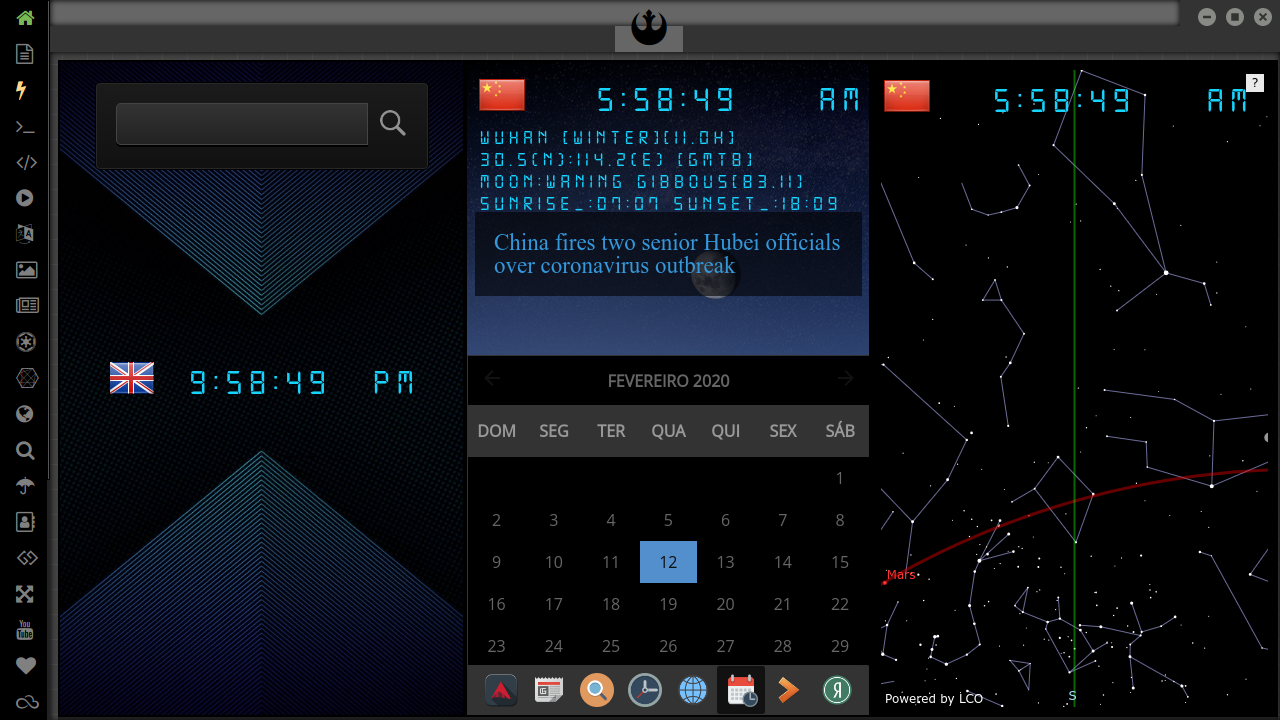 9:58:49 PM
5:58:49 AM
WUHAN [WINTER][11.0H]
30.5(N):114.2(E) [GMT8]
MOON:WANING GIBBOUS[83.11]
SUNRISE_:07:07 SUNSET_:18:09
China fires two senior Hubei officials
over coronavirus outbreak
FEVEREIRO 2020
DOM SEG TER QUA QUI SEX SÁB
1
2 3 4 5 6 7 8
9 10 11 12 13 14 15
16 17 18 19 20 21 22
23 24 25 26 27 28 29
5:58:49 AM
?
Mars
S
Powered by LCO
You
Tube
Я